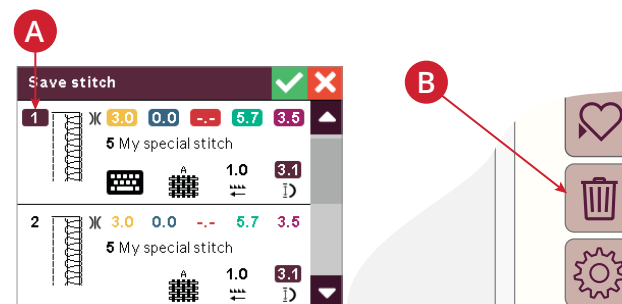 A
B
Save stitch
1 3.0 0.0 -.- 5.7 3.5
5 My special stitch
A 1.0 3.1
2 3.0 0.0 -.- 5.7 3.5
5 My special stitch
A 1.0 3.1